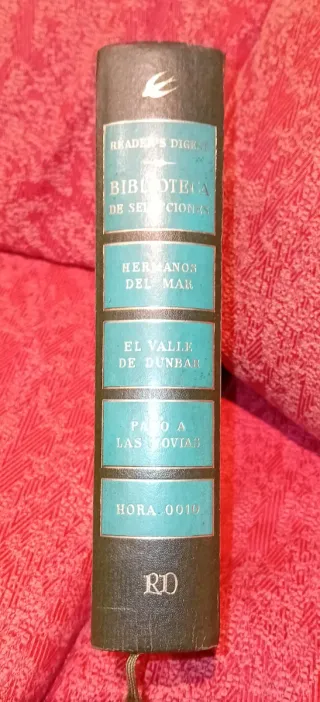 READER'S DIGEST
BIBLIOTECA
DE SELECCIONES
HERMANOS
DEL MAR
EL VALLE
DE DUNBAR
PASO A
LAS NOVIAS
HORA 0010
RD